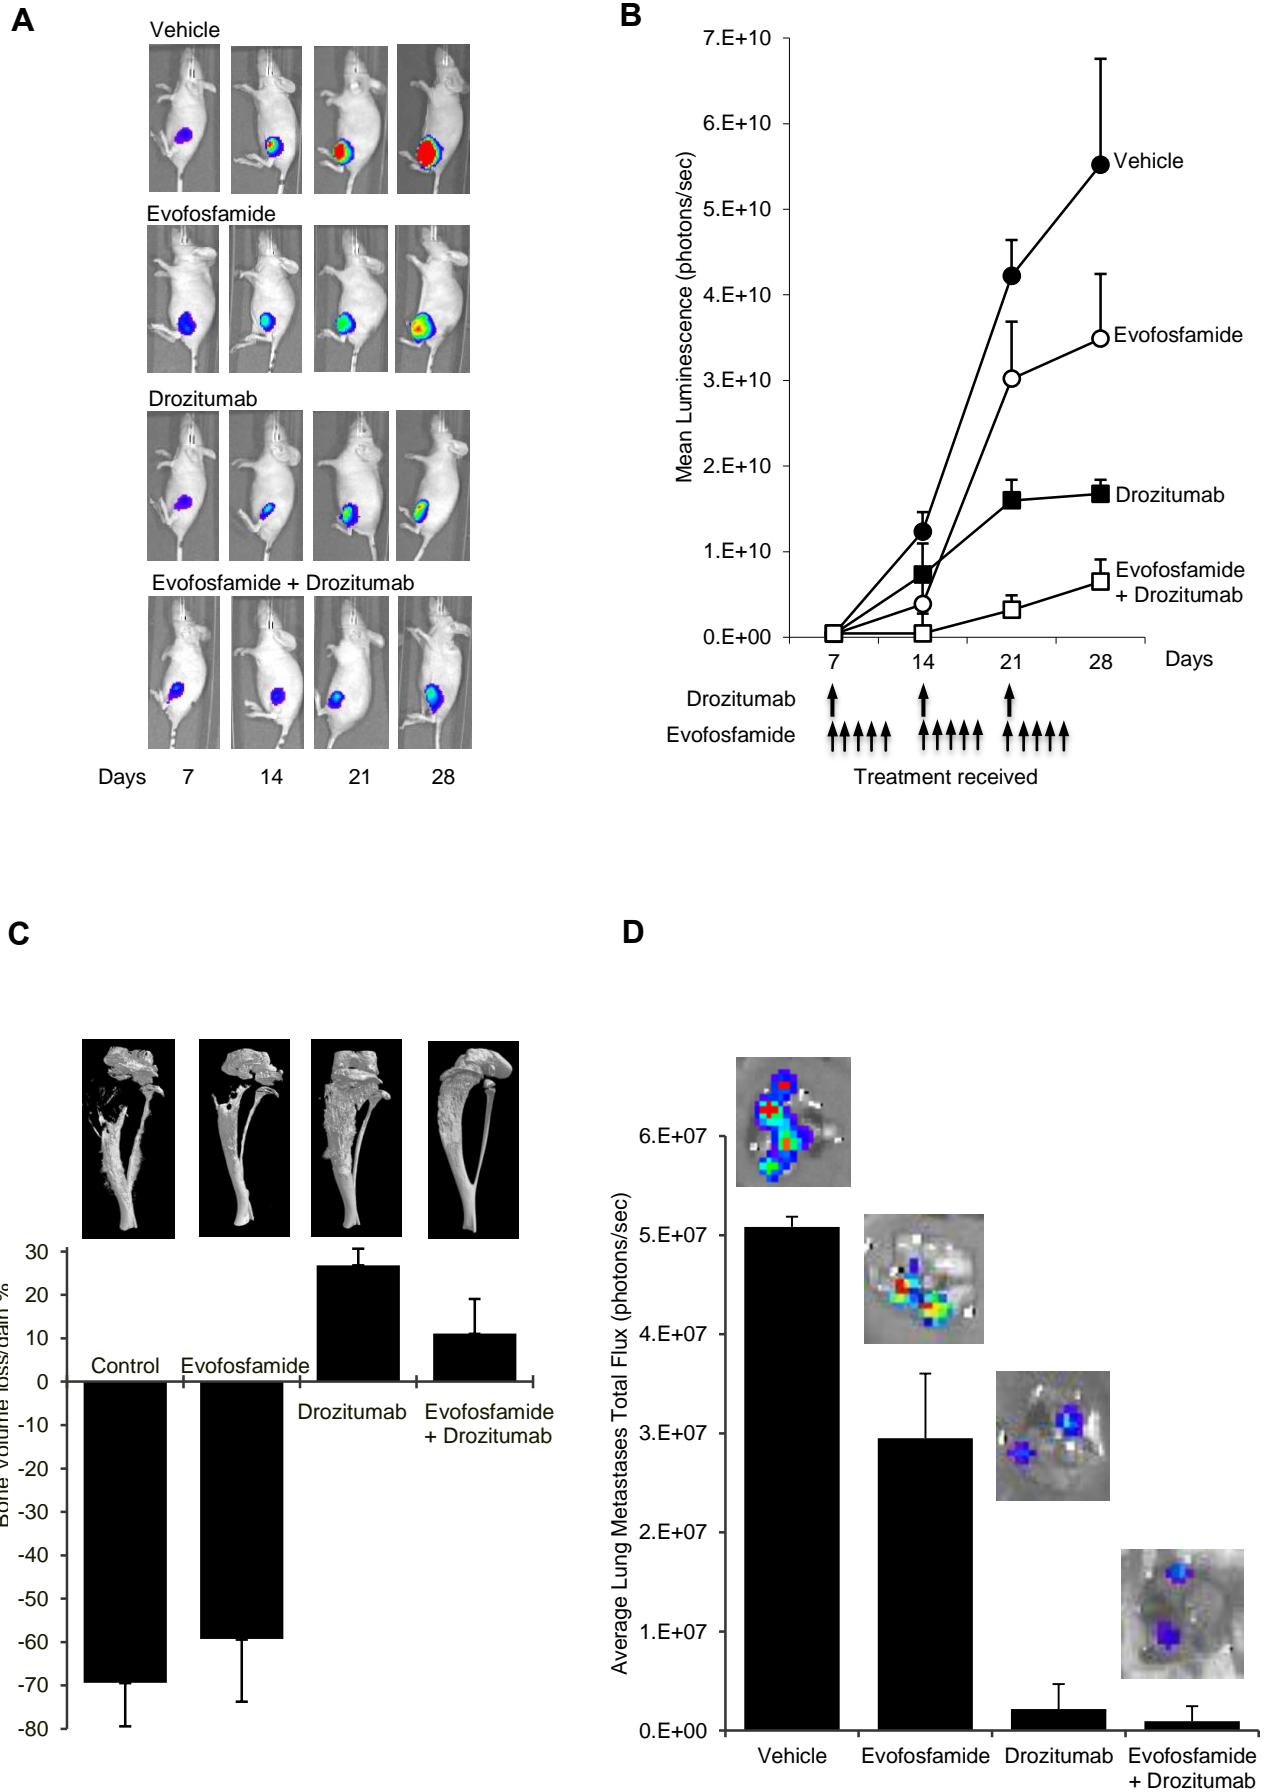 A
Vehicle
Evofosfamide
Drozitumab
Evofosfamide + Drozitumab
Days 7 14 21 28
B
Mean Luminescence (photons/sec)
7.E+10
6.E+10
5.E+10
4.E+10
3.E+10
2.E+10
1.E+10
0.E+00
Vehicle
Evofosfamide
Drozitumab
Evofosfamide
+ Drozitumab
7 14 21 28 Days
Drozitumab
Evofosfamide
Treatment received
C
Bone volume loss/gain %
30
20
10
0
-10
-20
-30
-40
-50
-60
-70
-80
Control
Evofosfamide
Drozitumab
Evofosfamide
+ Drozitumab
D
Average Lung Metastases Total Flux (photons/sec)
6.E+07
5.E+07
4.E+07
3.E+07
2.E+07
1.E+07
0.E+00
Vehicle
Evofosfamide
Drozitumab
Evofosfamide
+ Drozitumab